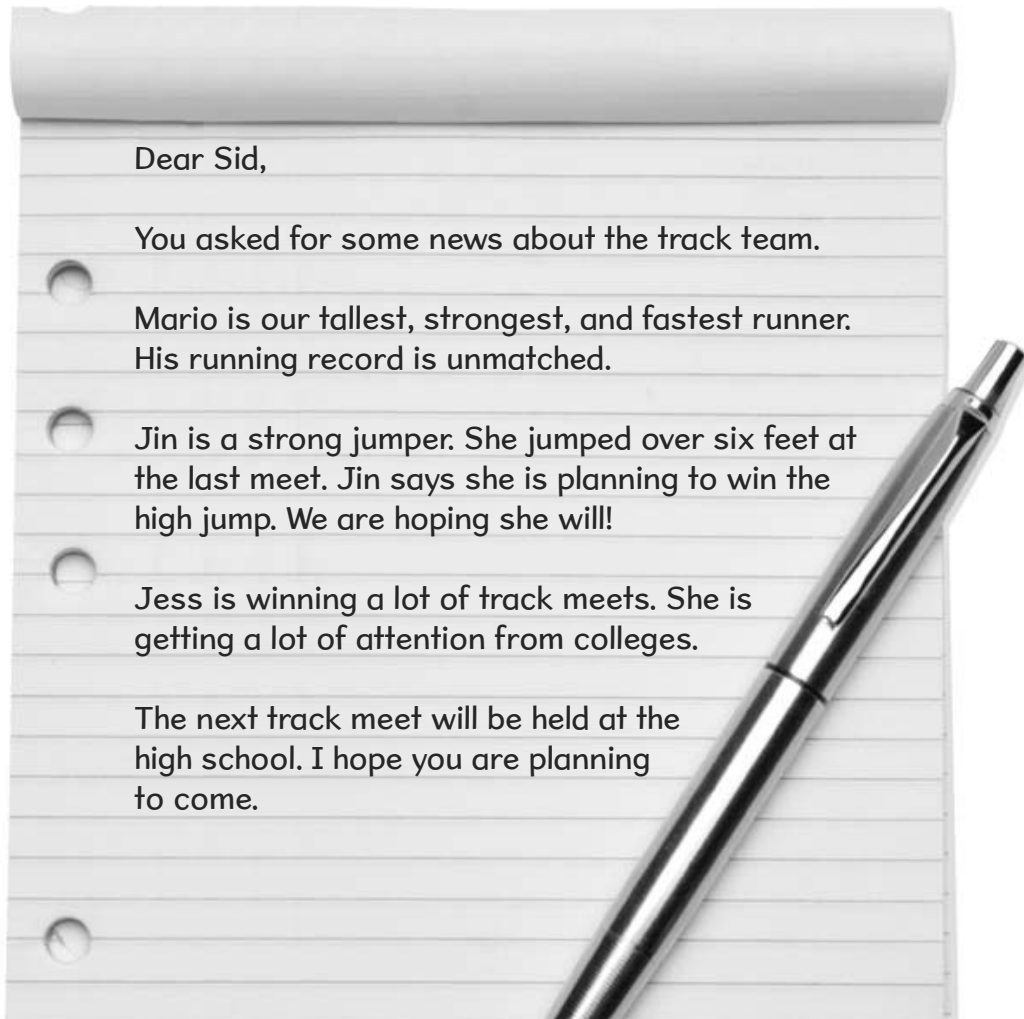 Dear Sid,
You asked for some news about the track team.
Mario is our tallest, strongest, and fastest runner.
His running record is unmatched.
Jin is a strong jumper. She jumped over six feet at
the last meet. Jin says she is planning to win the
high jump. We are hoping she will!
Jess is winning a lot of track meets. She is
getting a lot of attention from colleges.
The next track meet will be held at the
high school. I hope you are planning
to come.